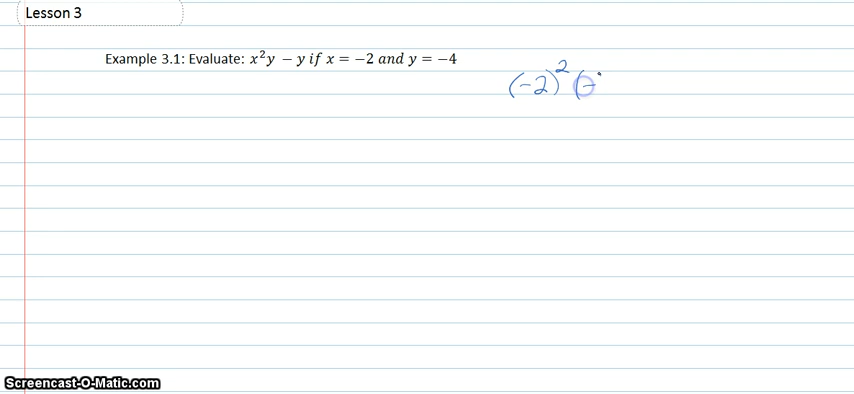 Lesson 3
Example 3.1: Evaluate: x²y − y if x = −2 and y = −4
(−2)² (−
Screencast-O-Matic.com